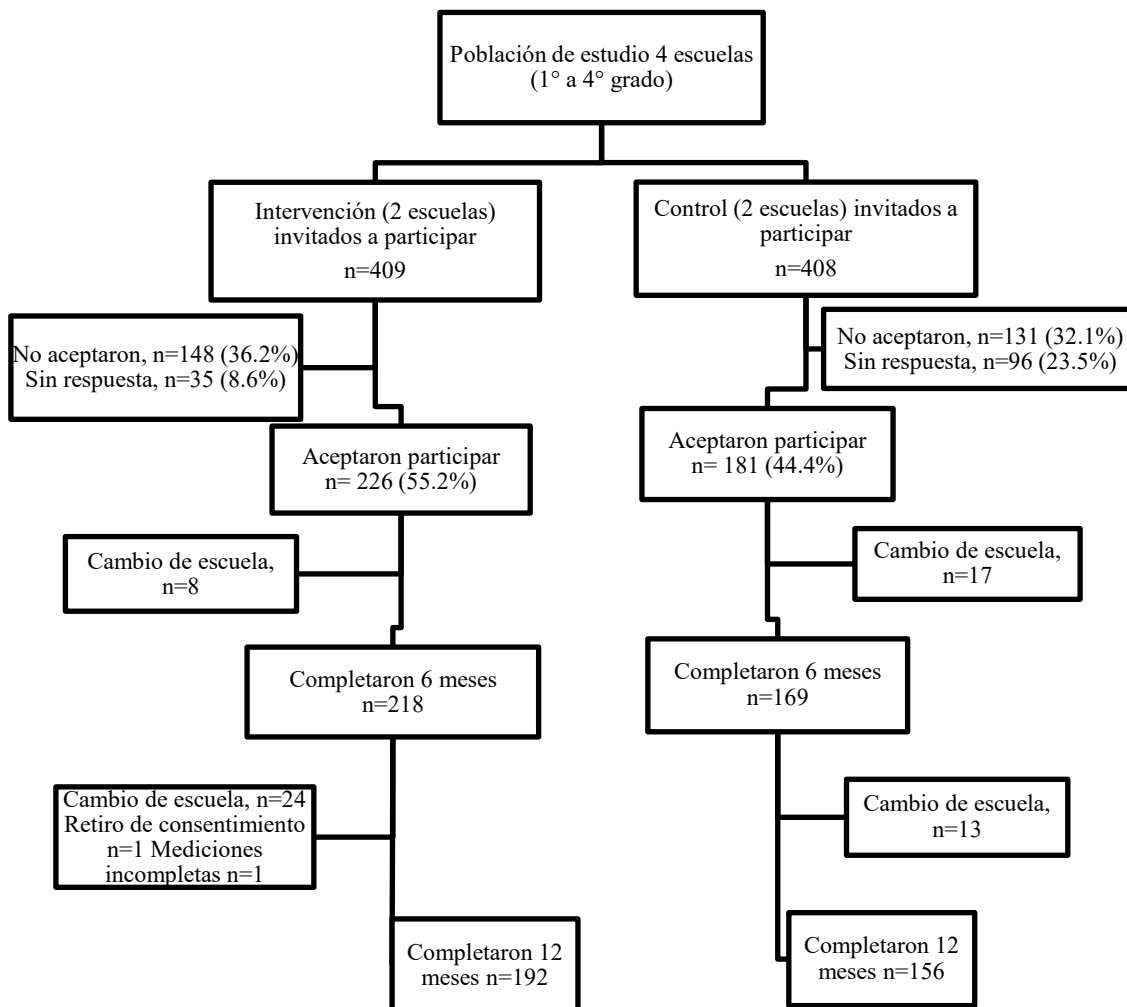 Población de estudio 4 escuelas
(1° a 4° grado)
Intervención (2 escuelas)
invitados a participar
n=409
Control (2 escuelas) invitados a
participar
n=408
No aceptaron, n=148 (36.2%)
Sin respuesta, n=35 (8.6%)
No aceptaron, n=131 (32.1%)
Sin respuesta, n=96 (23.5%)
Aceptaron participar
n= 226 (55.2%)
Aceptaron participar
n= 181 (44.4%)
Cambio de escuela,
n=8
Cambio de escuela,
n=17
Completaron 6 meses
n=218
Completaron 6 meses
n=169
Cambio de escuela, n=24
Retiro de consentimiento
n=1 Mediciones
incompletas n=1
Cambio de escuela,
n=13
Completaron 12
meses n=192
Completaron 12
meses n=156